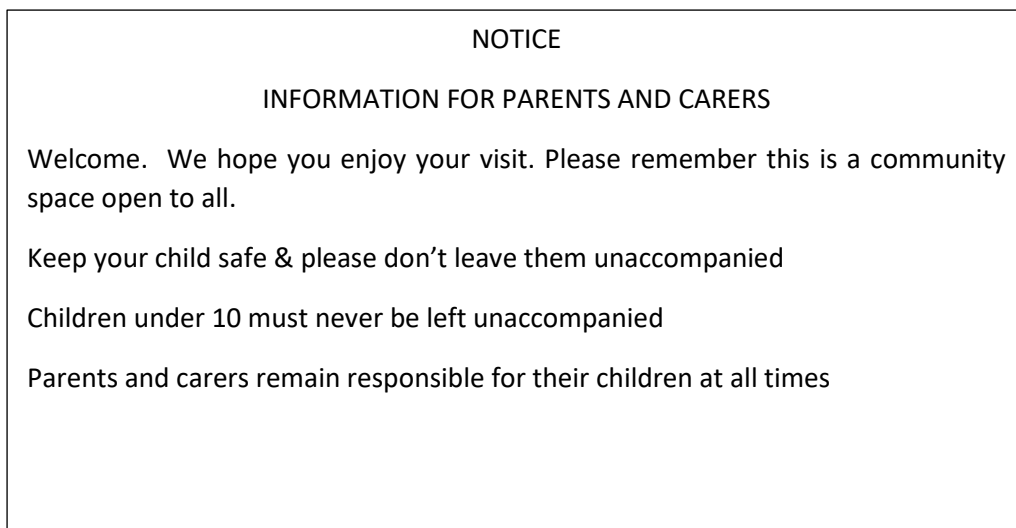 NOTICE
INFORMATION FOR PARENTS AND CARERS
Welcome.  We hope you enjoy your visit. Please remember this is a community
space open to all.
Keep your child safe & please don’t leave them unaccompanied
Children under 10 must never be left unaccompanied
Parents and carers remain responsible for their children at all times